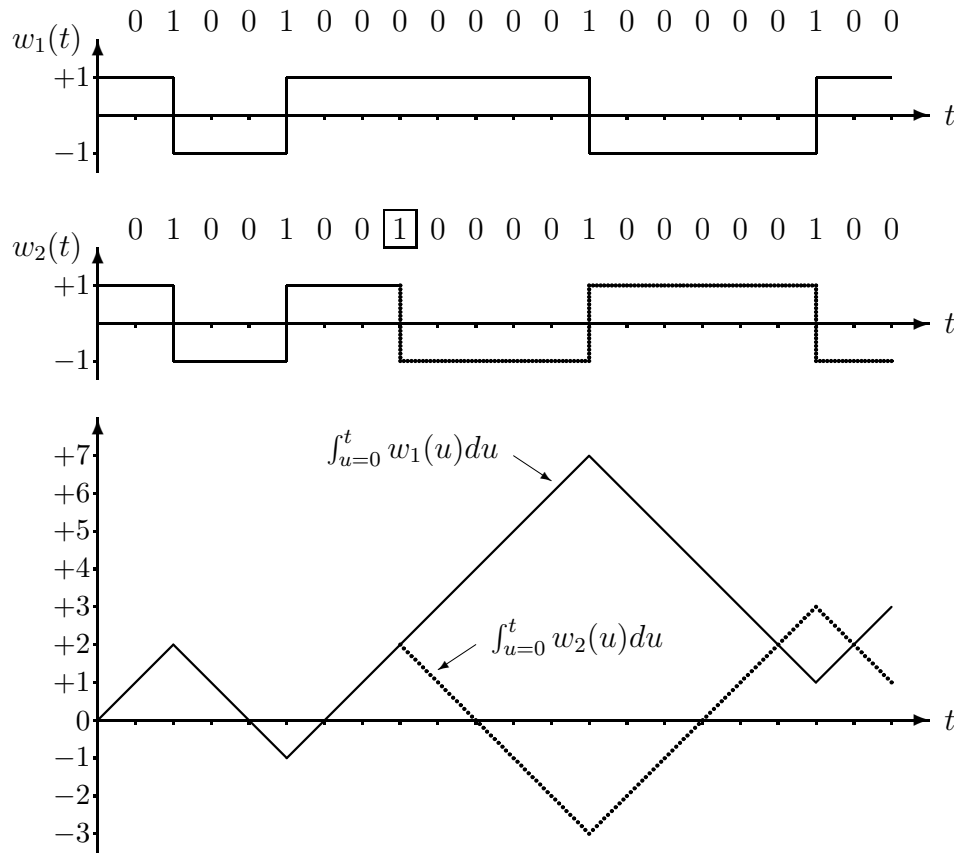 0 1 0 0 1 0 0 0 0 0 0 0 1 0 0 0 0 0 1 0 0
w₁(t)
+1
t
−1
0 1 0 0 1 0 0 1 0 0 0 0 1 0 0 0 0 0 1 0 0
w₂(t)
+1
t
−1
∫ᵗᵤ₌₀ w₁(u)du
+7
+6
+5
+4
+3
∫ᵗᵤ₌₀ w₂(u)du
+2
+1
0
t
−1
−2
−3